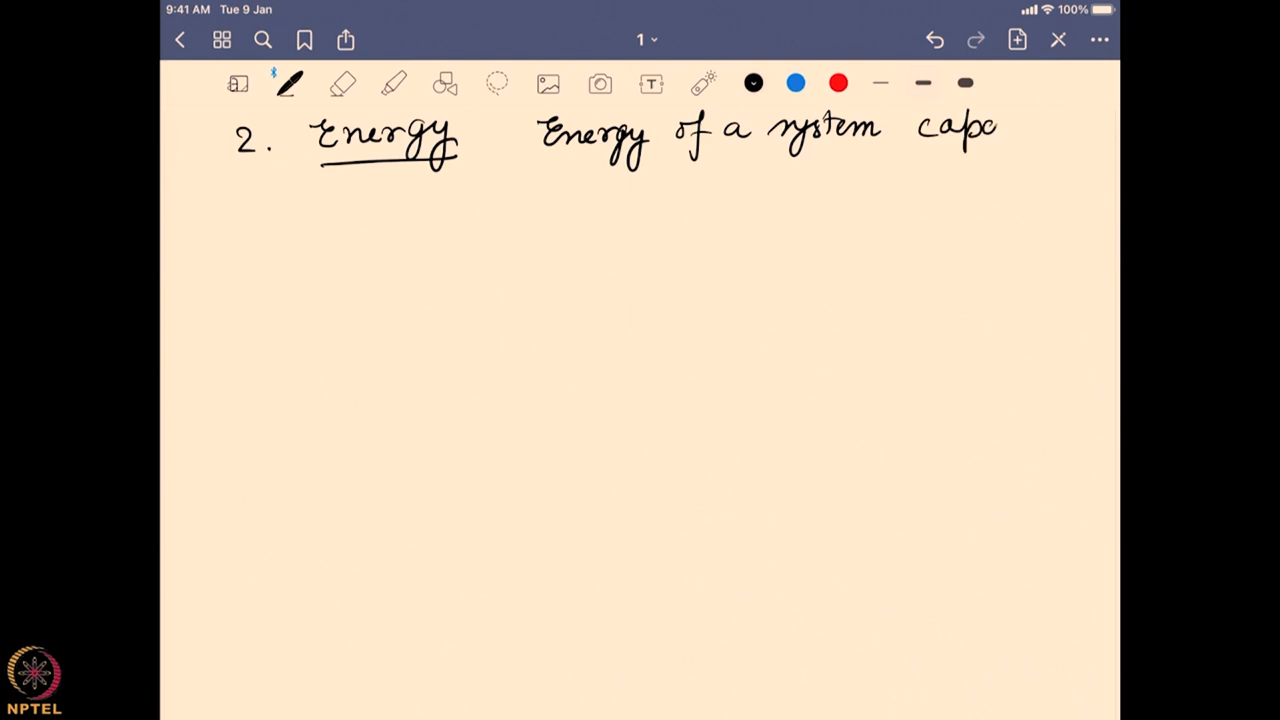 9:41 AM Tue 9 Jan 100%
1
T
2. Energy Energy of a system capa
NPTEL